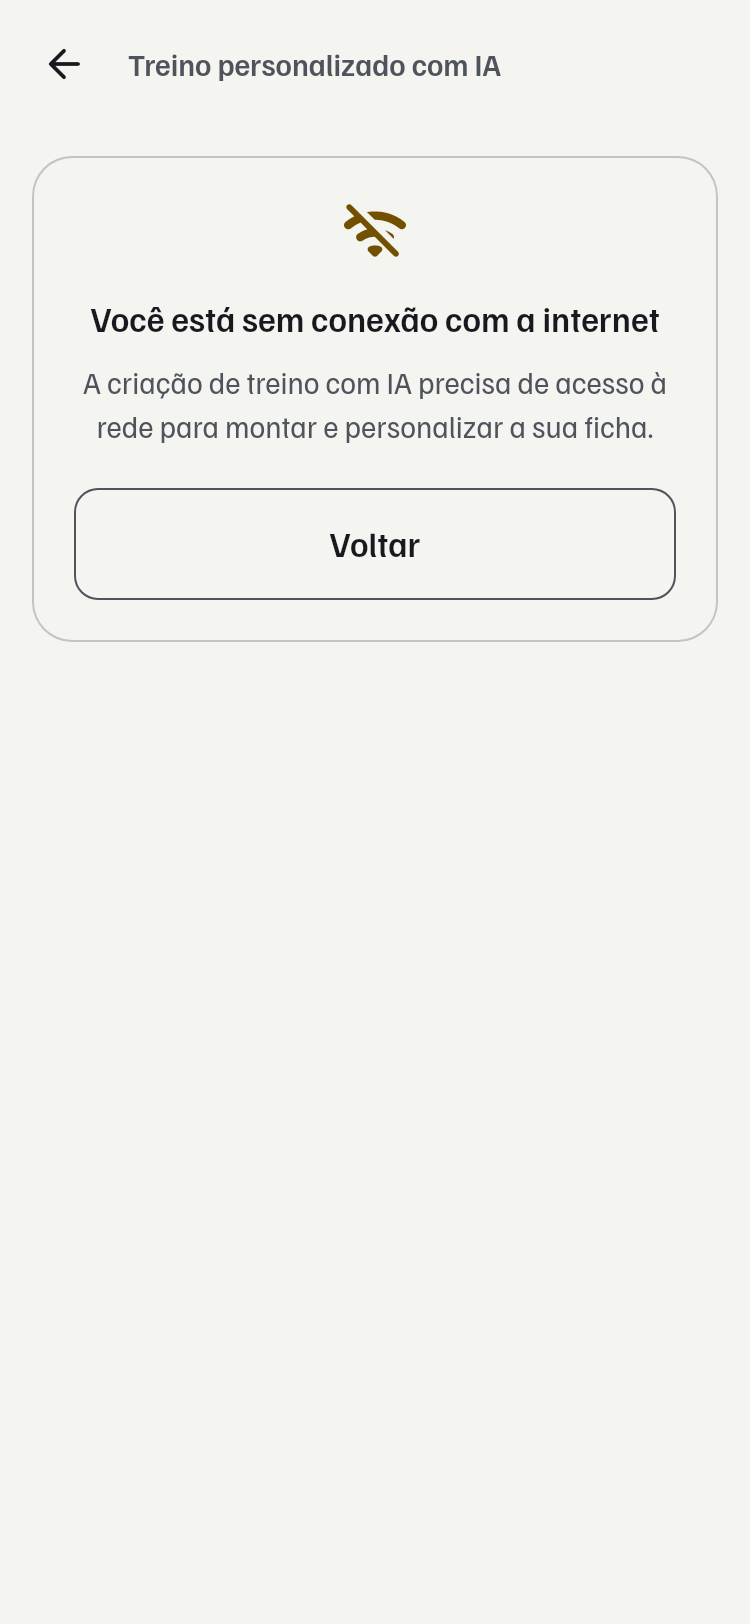 Treino personalizado com IA
Você está sem conexão com a internet
A criação de treino com IA precisa de acesso à
rede para montar e personalizar a sua ficha.
Voltar